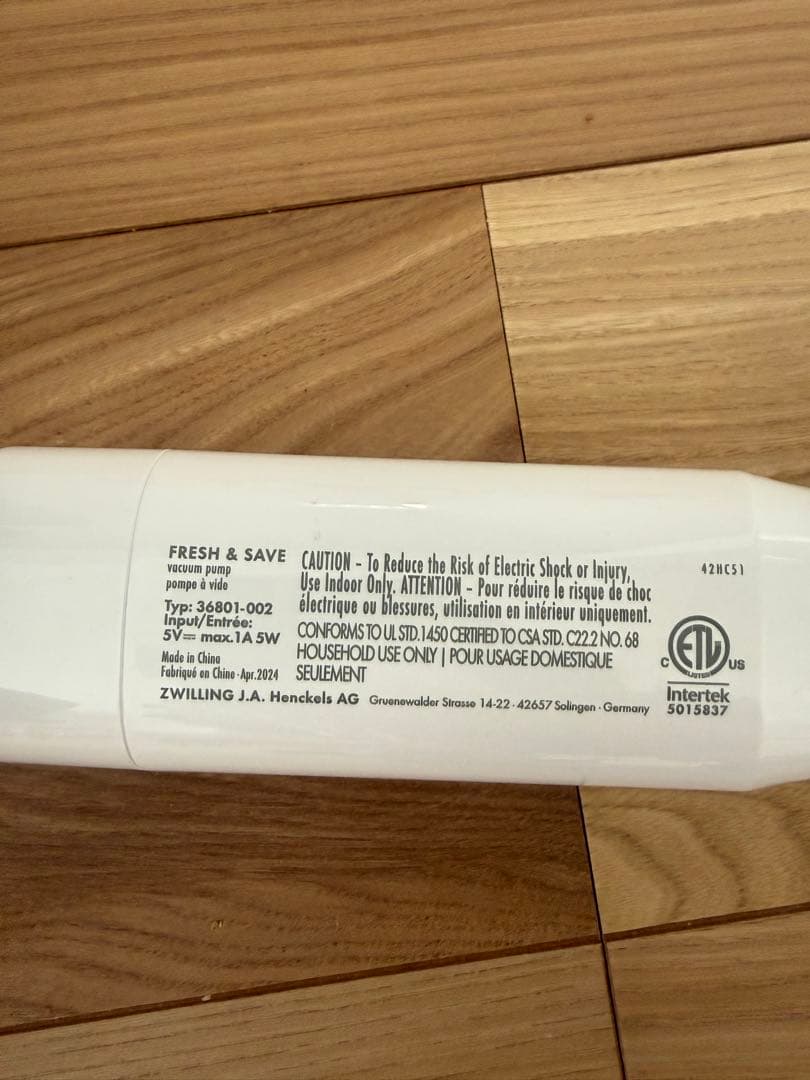 FRESH & SAVE
vacuum pump
pompe à vide
Typ: 36801-002
Input/Entrée:
5V⎓ max.1A 5W
Made in China
Fabriqué en Chine·Apr.2024
CAUTION - To Reduce the Risk of Electric Shock or Injury,
Use Indoor Only. ATTENTION - Pour réduire le risque de choc
électrique ou blessures, utilisation en intérieur uniquement.
CONFORMS TO UL STD.1450 CERTIFIED TO CSA STD. C22.2 NO. 68
HOUSEHOLD USE ONLY | POUR USAGE DOMESTIQUE
SEULEMENT
ZWILLING J.A. Henckels AG Gruenewalder Strasse 14-22 · 42657 Solingen · Germany
42HC51
C ETL US
LISTED
Intertek
5015837